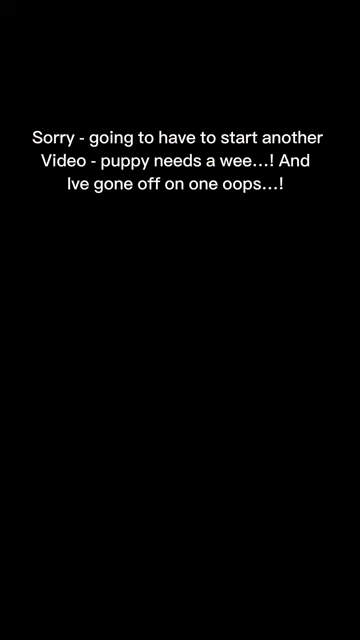 Sorry - going to have to start another
Video - puppy needs a wee...! And
Ive gone off on one oops...!